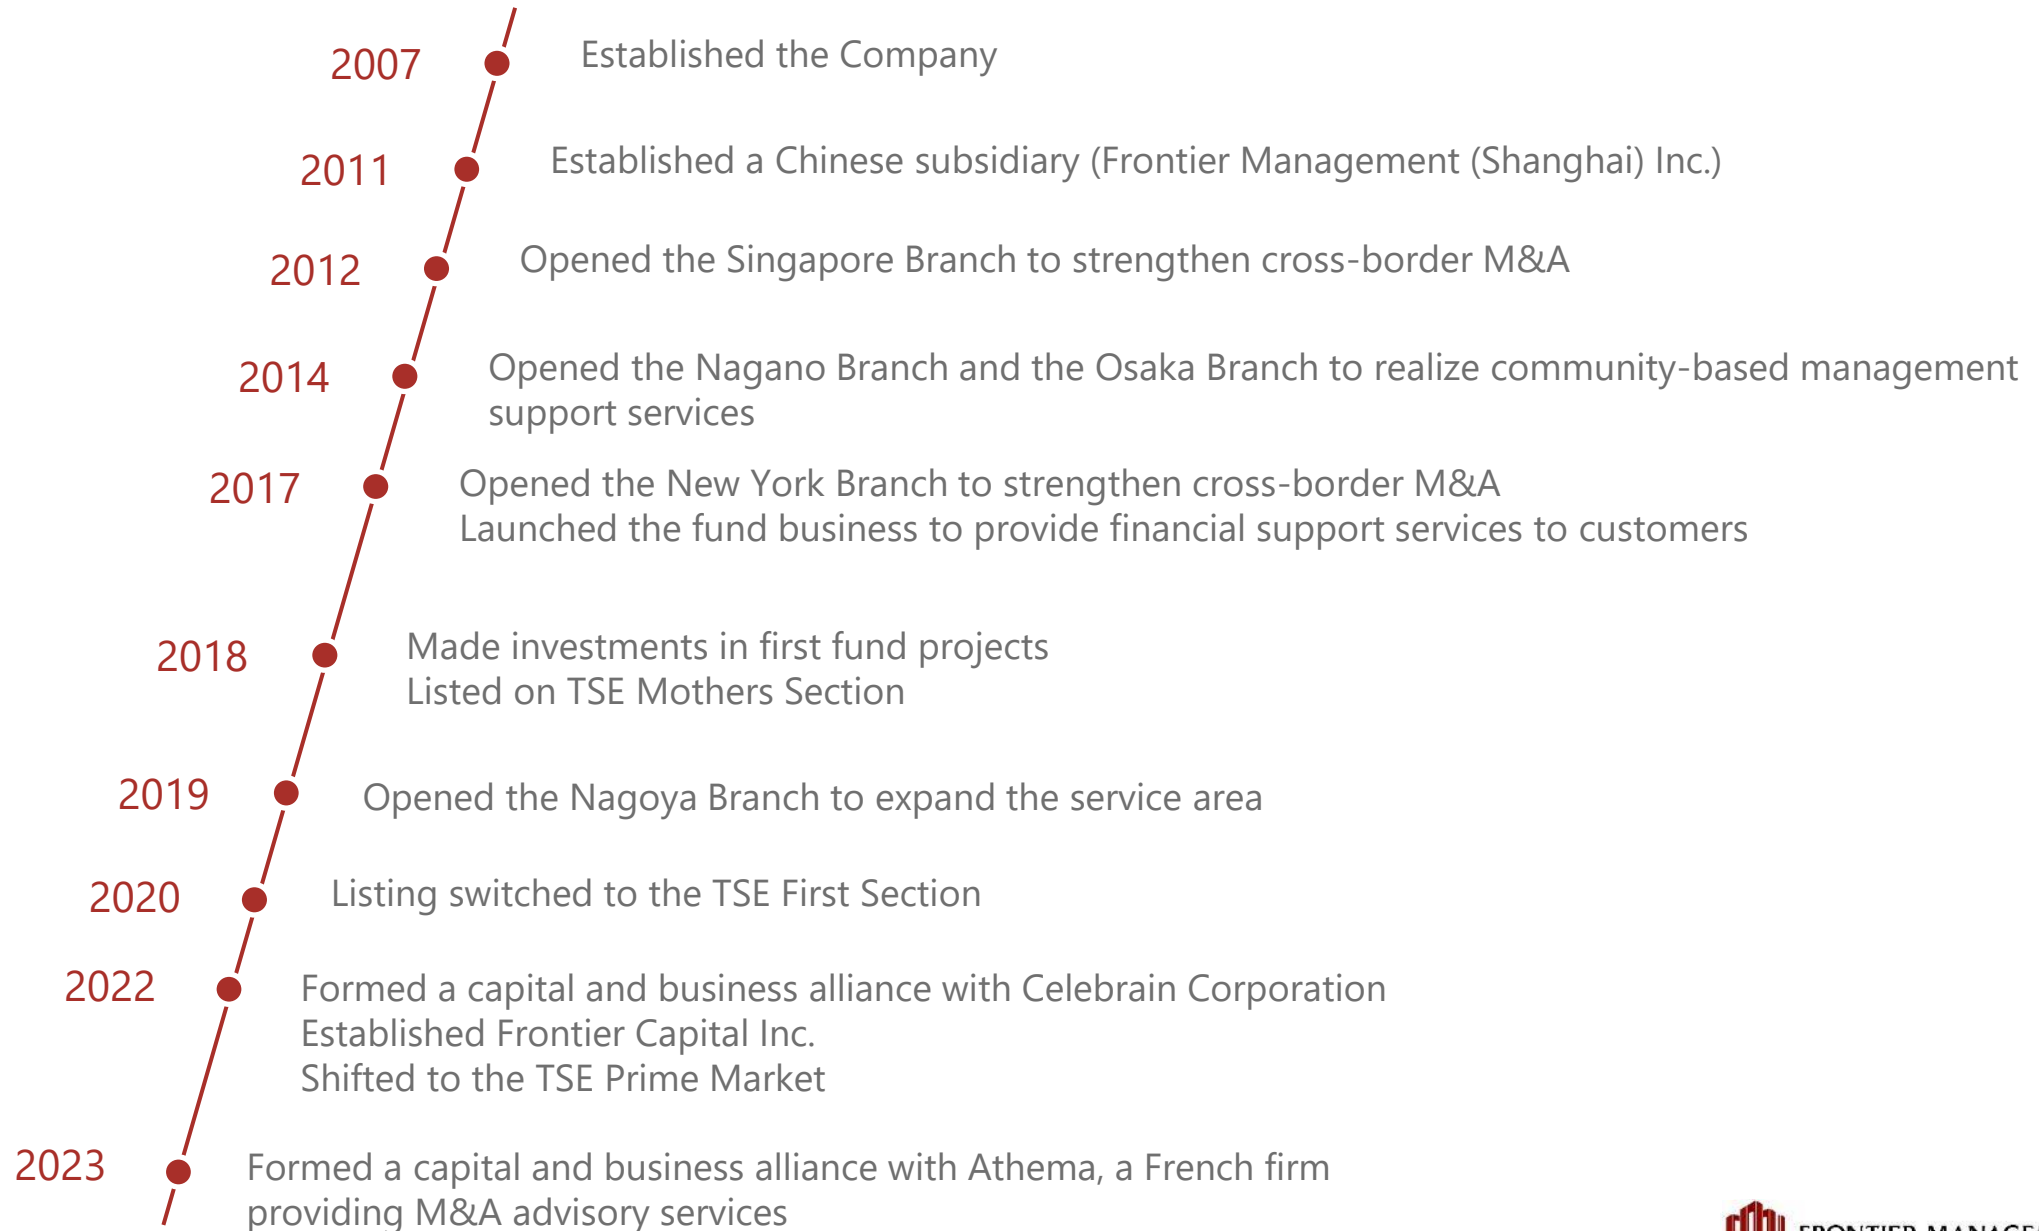 2007
Established the Company
2011
Established a Chinese subsidiary (Frontier Management (Shanghai) Inc.)
2012
Opened the Singapore Branch to strengthen cross-border M&A
2014
Opened the Nagano Branch and the Osaka Branch to realize community-based management
support services
2017
Opened the New York Branch to strengthen cross-border M&A
Launched the fund business to provide financial support services to customers
2018
Made investments in first fund projects
Listed on TSE Mothers Section
2019
Opened the Nagoya Branch to expand the service area
2020
Listing switched to the TSE First Section
2022
Formed a capital and business alliance with Celebrain Corporation
Established Frontier Capital Inc.
Shifted to the TSE Prime Market
2023
Formed a capital and business alliance with Athema, a French firm
providing M&A advisory services
FRONTIER